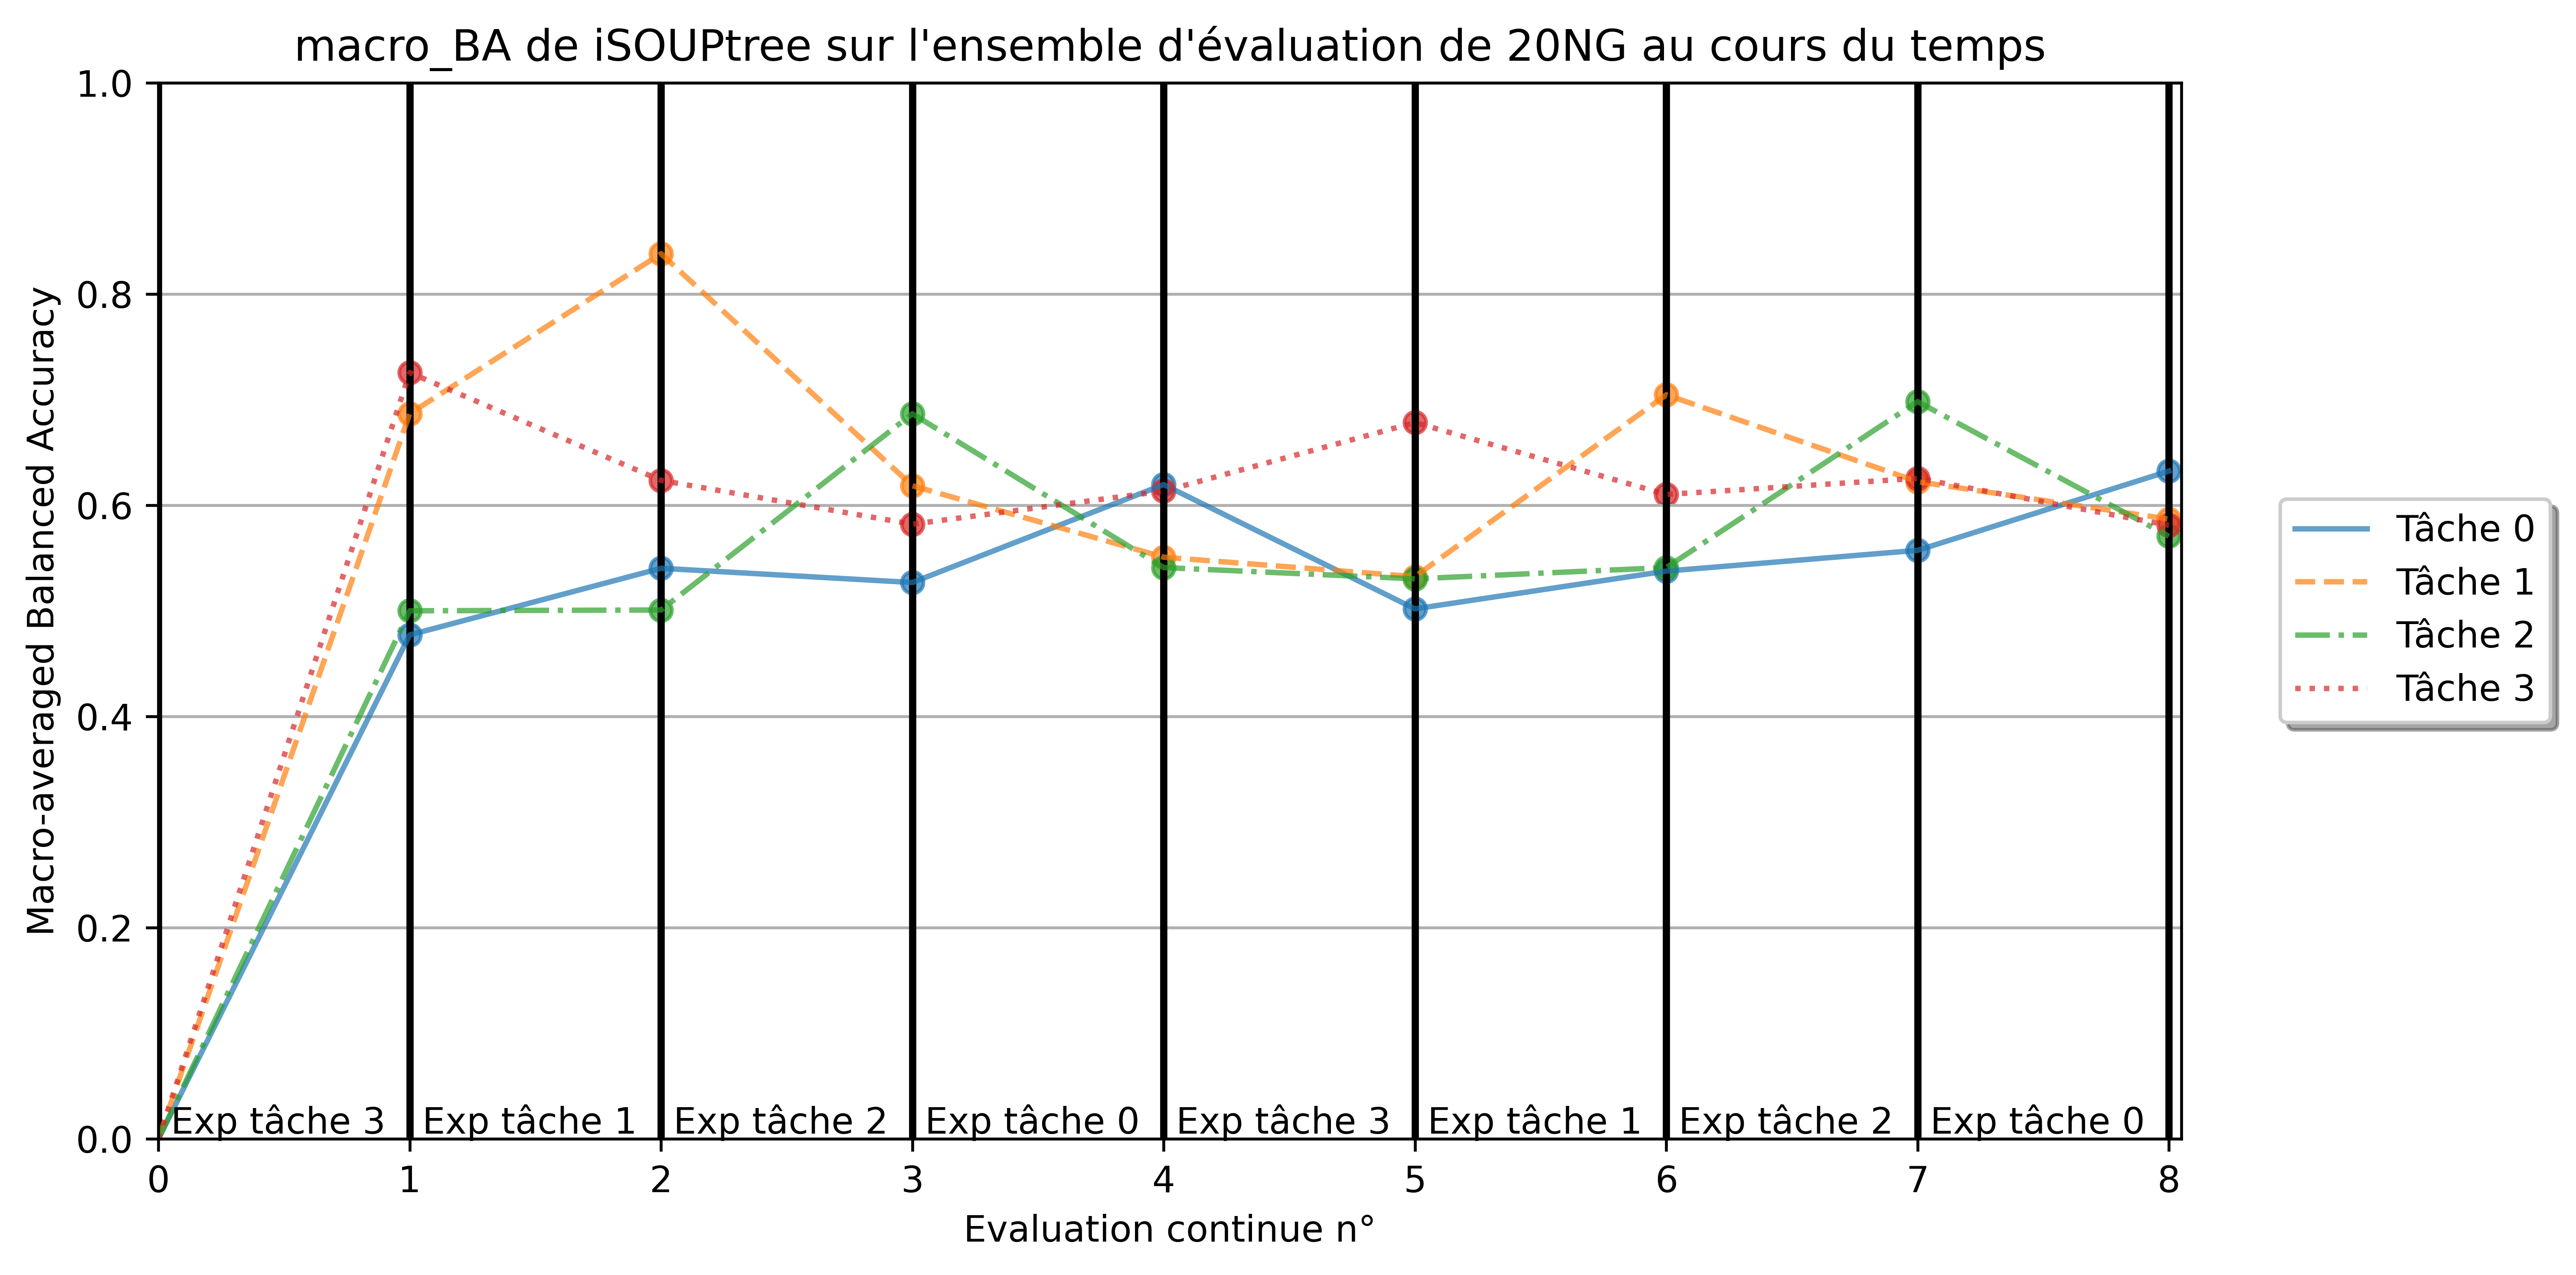 macro_BA de iSOUPtree sur l'ensemble d'évaluation de 20NG au cours du temps
Macro-averaged Balanced Accuracy
1.0
0.8
0.6
0.4
0.2
0.0
Exp tâche 3
Exp tâche 1
Exp tâche 2
Exp tâche 0
Exp tâche 3
Exp tâche 1
Exp tâche 2
Exp tâche 0
0 1 2 3 4 5 6 7 8
Evaluation continue n°
Tâche 0
Tâche 1
Tâche 2
Tâche 3